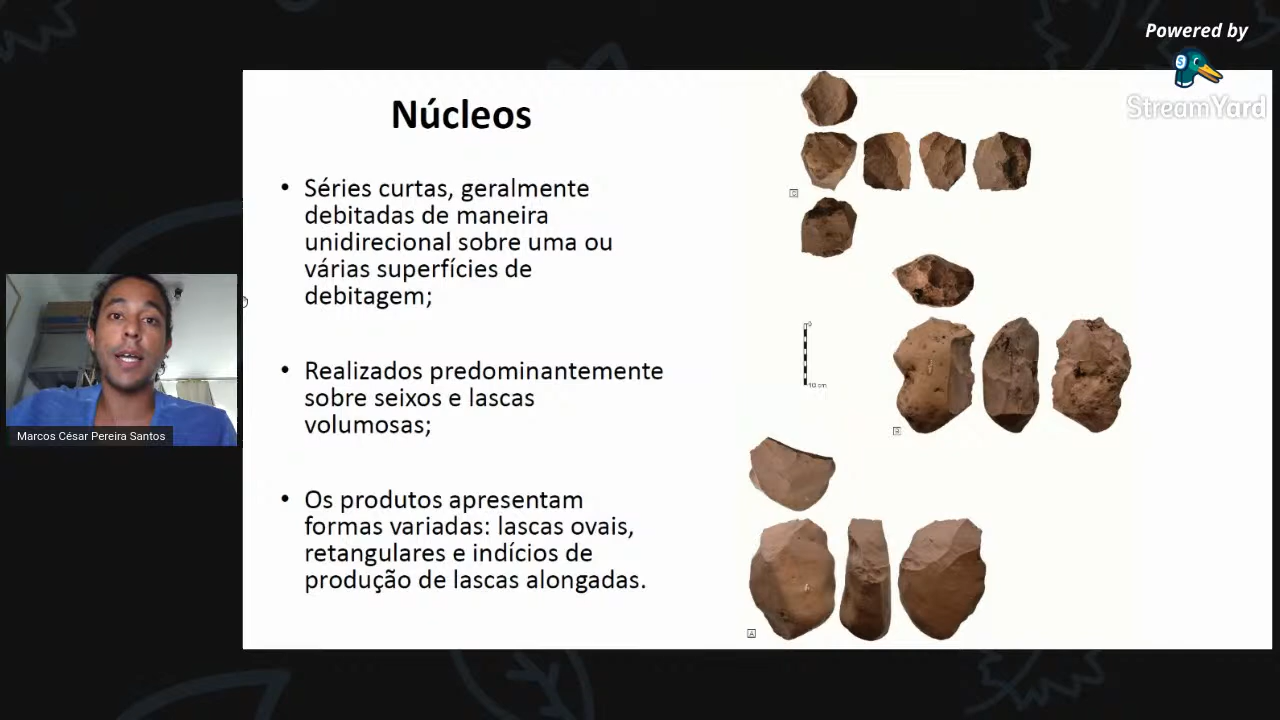 Powered by
StreamYard
Núcleos
• Séries curtas, geralmente
debitadas de maneira
unidirecional sobre uma ou
várias superfícies de
debitagem;
• Realizados predominantemente
sobre seixos e lascas
volumosas;
• Os produtos apresentam
formas variadas: lascas ovais,
retangulares e indícios de
produção de lascas alongadas.
Marcos César Pereira Santos
C
10 cm
B
A